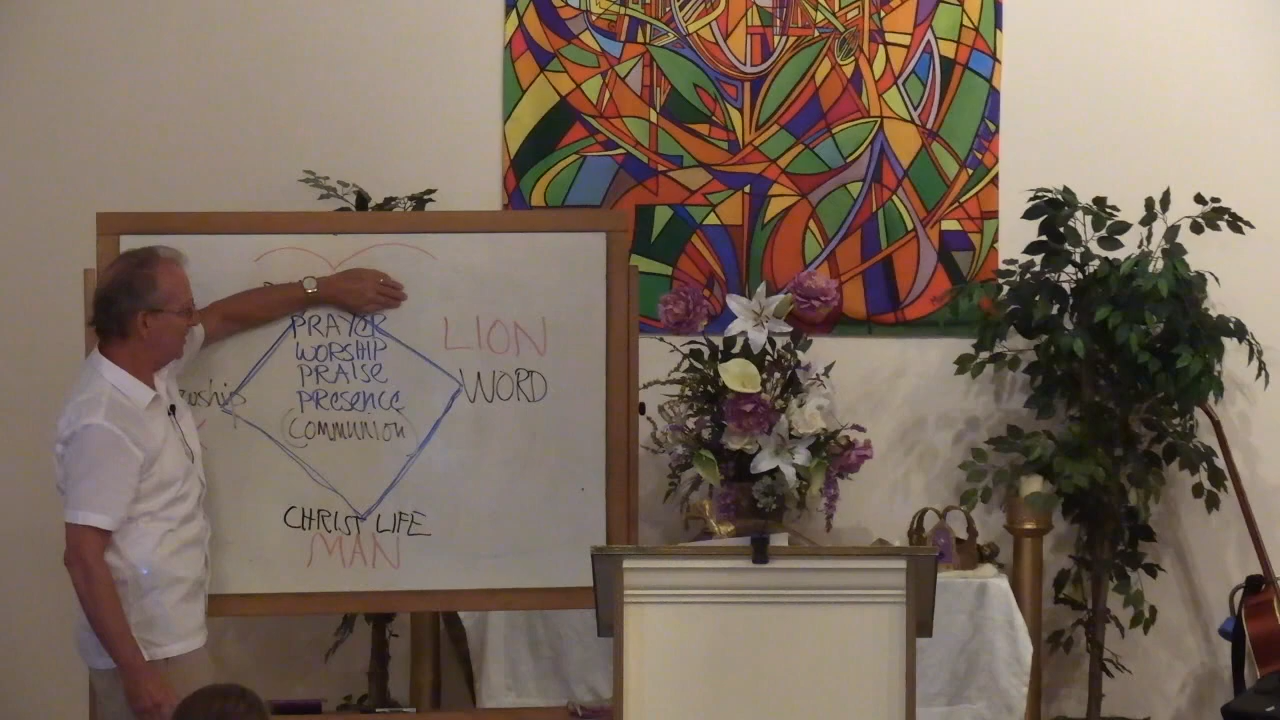 PRAYER
WORSHIP
PRAISE
PRESENCE
COMMUNION
LION
WORD
CHRIST LIFE
MAN